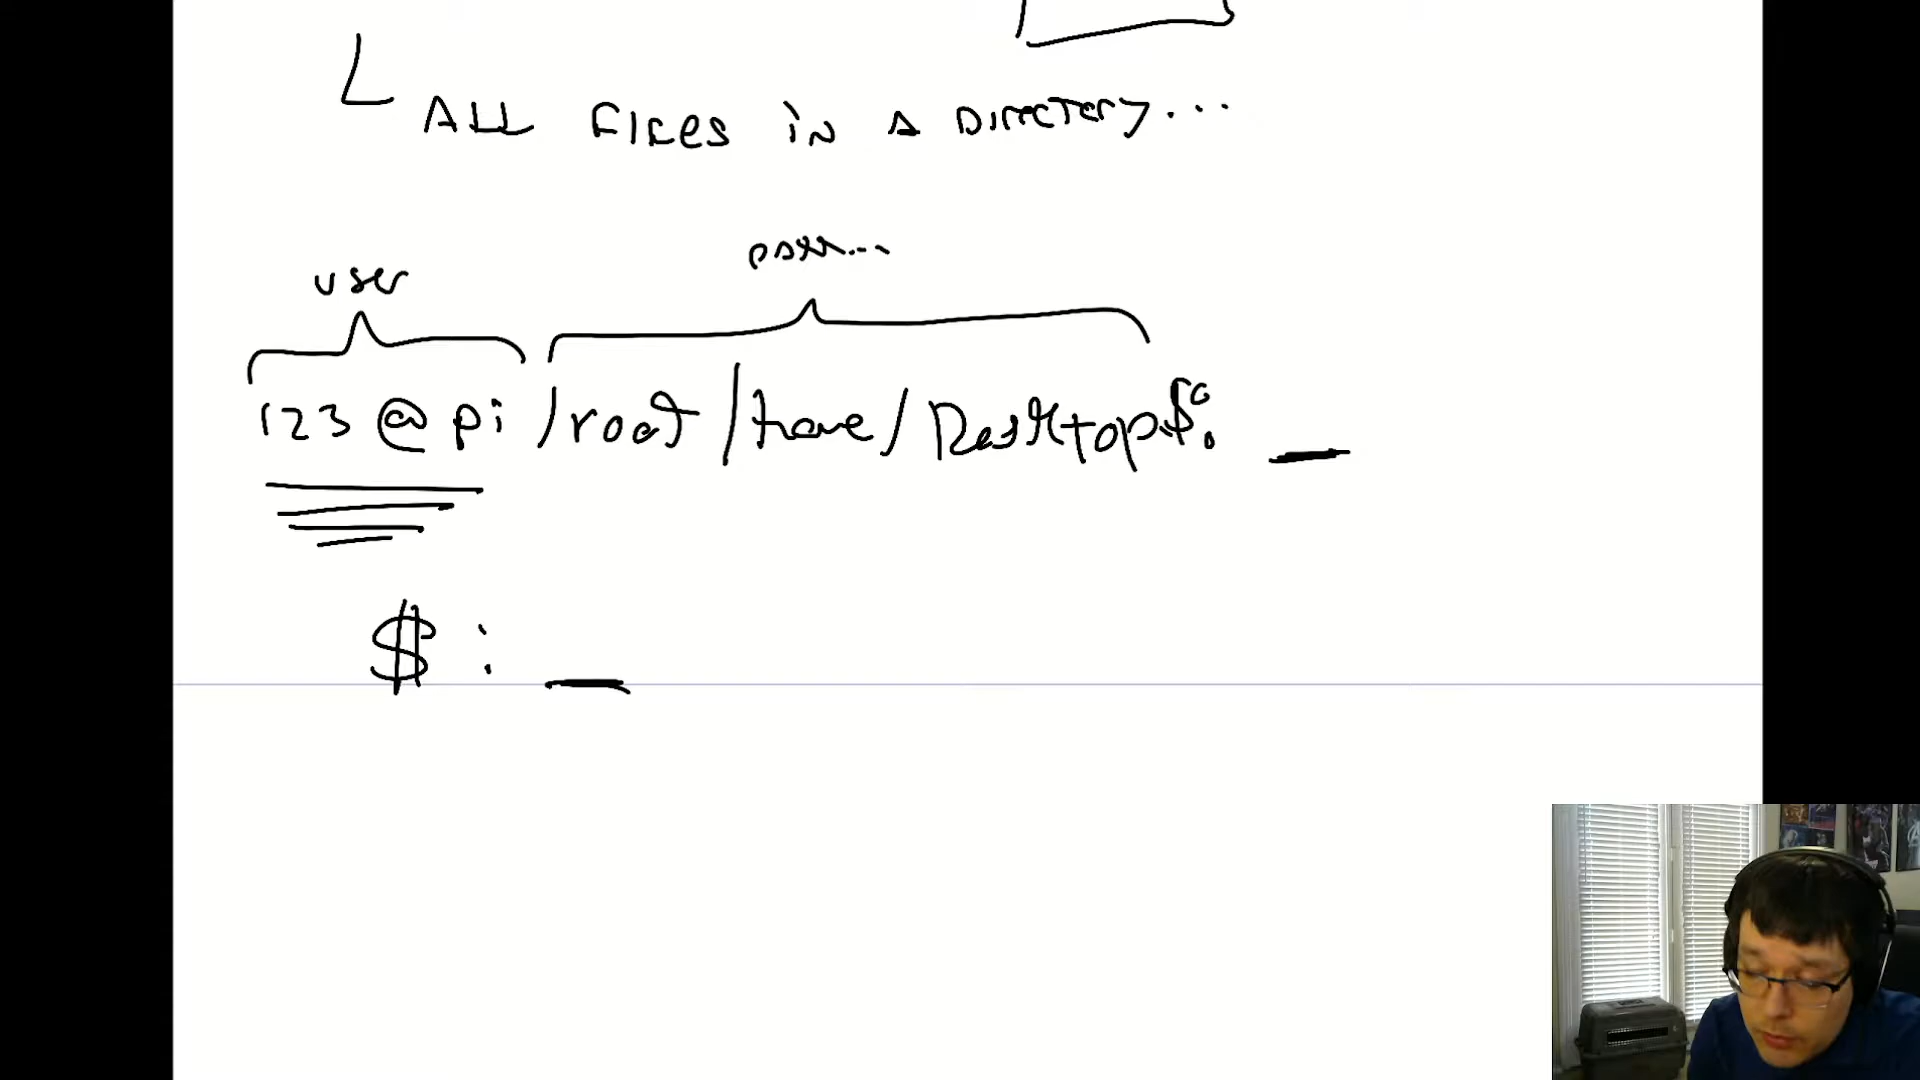 ALL FILES in A DIRECTORY...
PATH...
user
123@pi/root/home/Desktop$:_
$:_